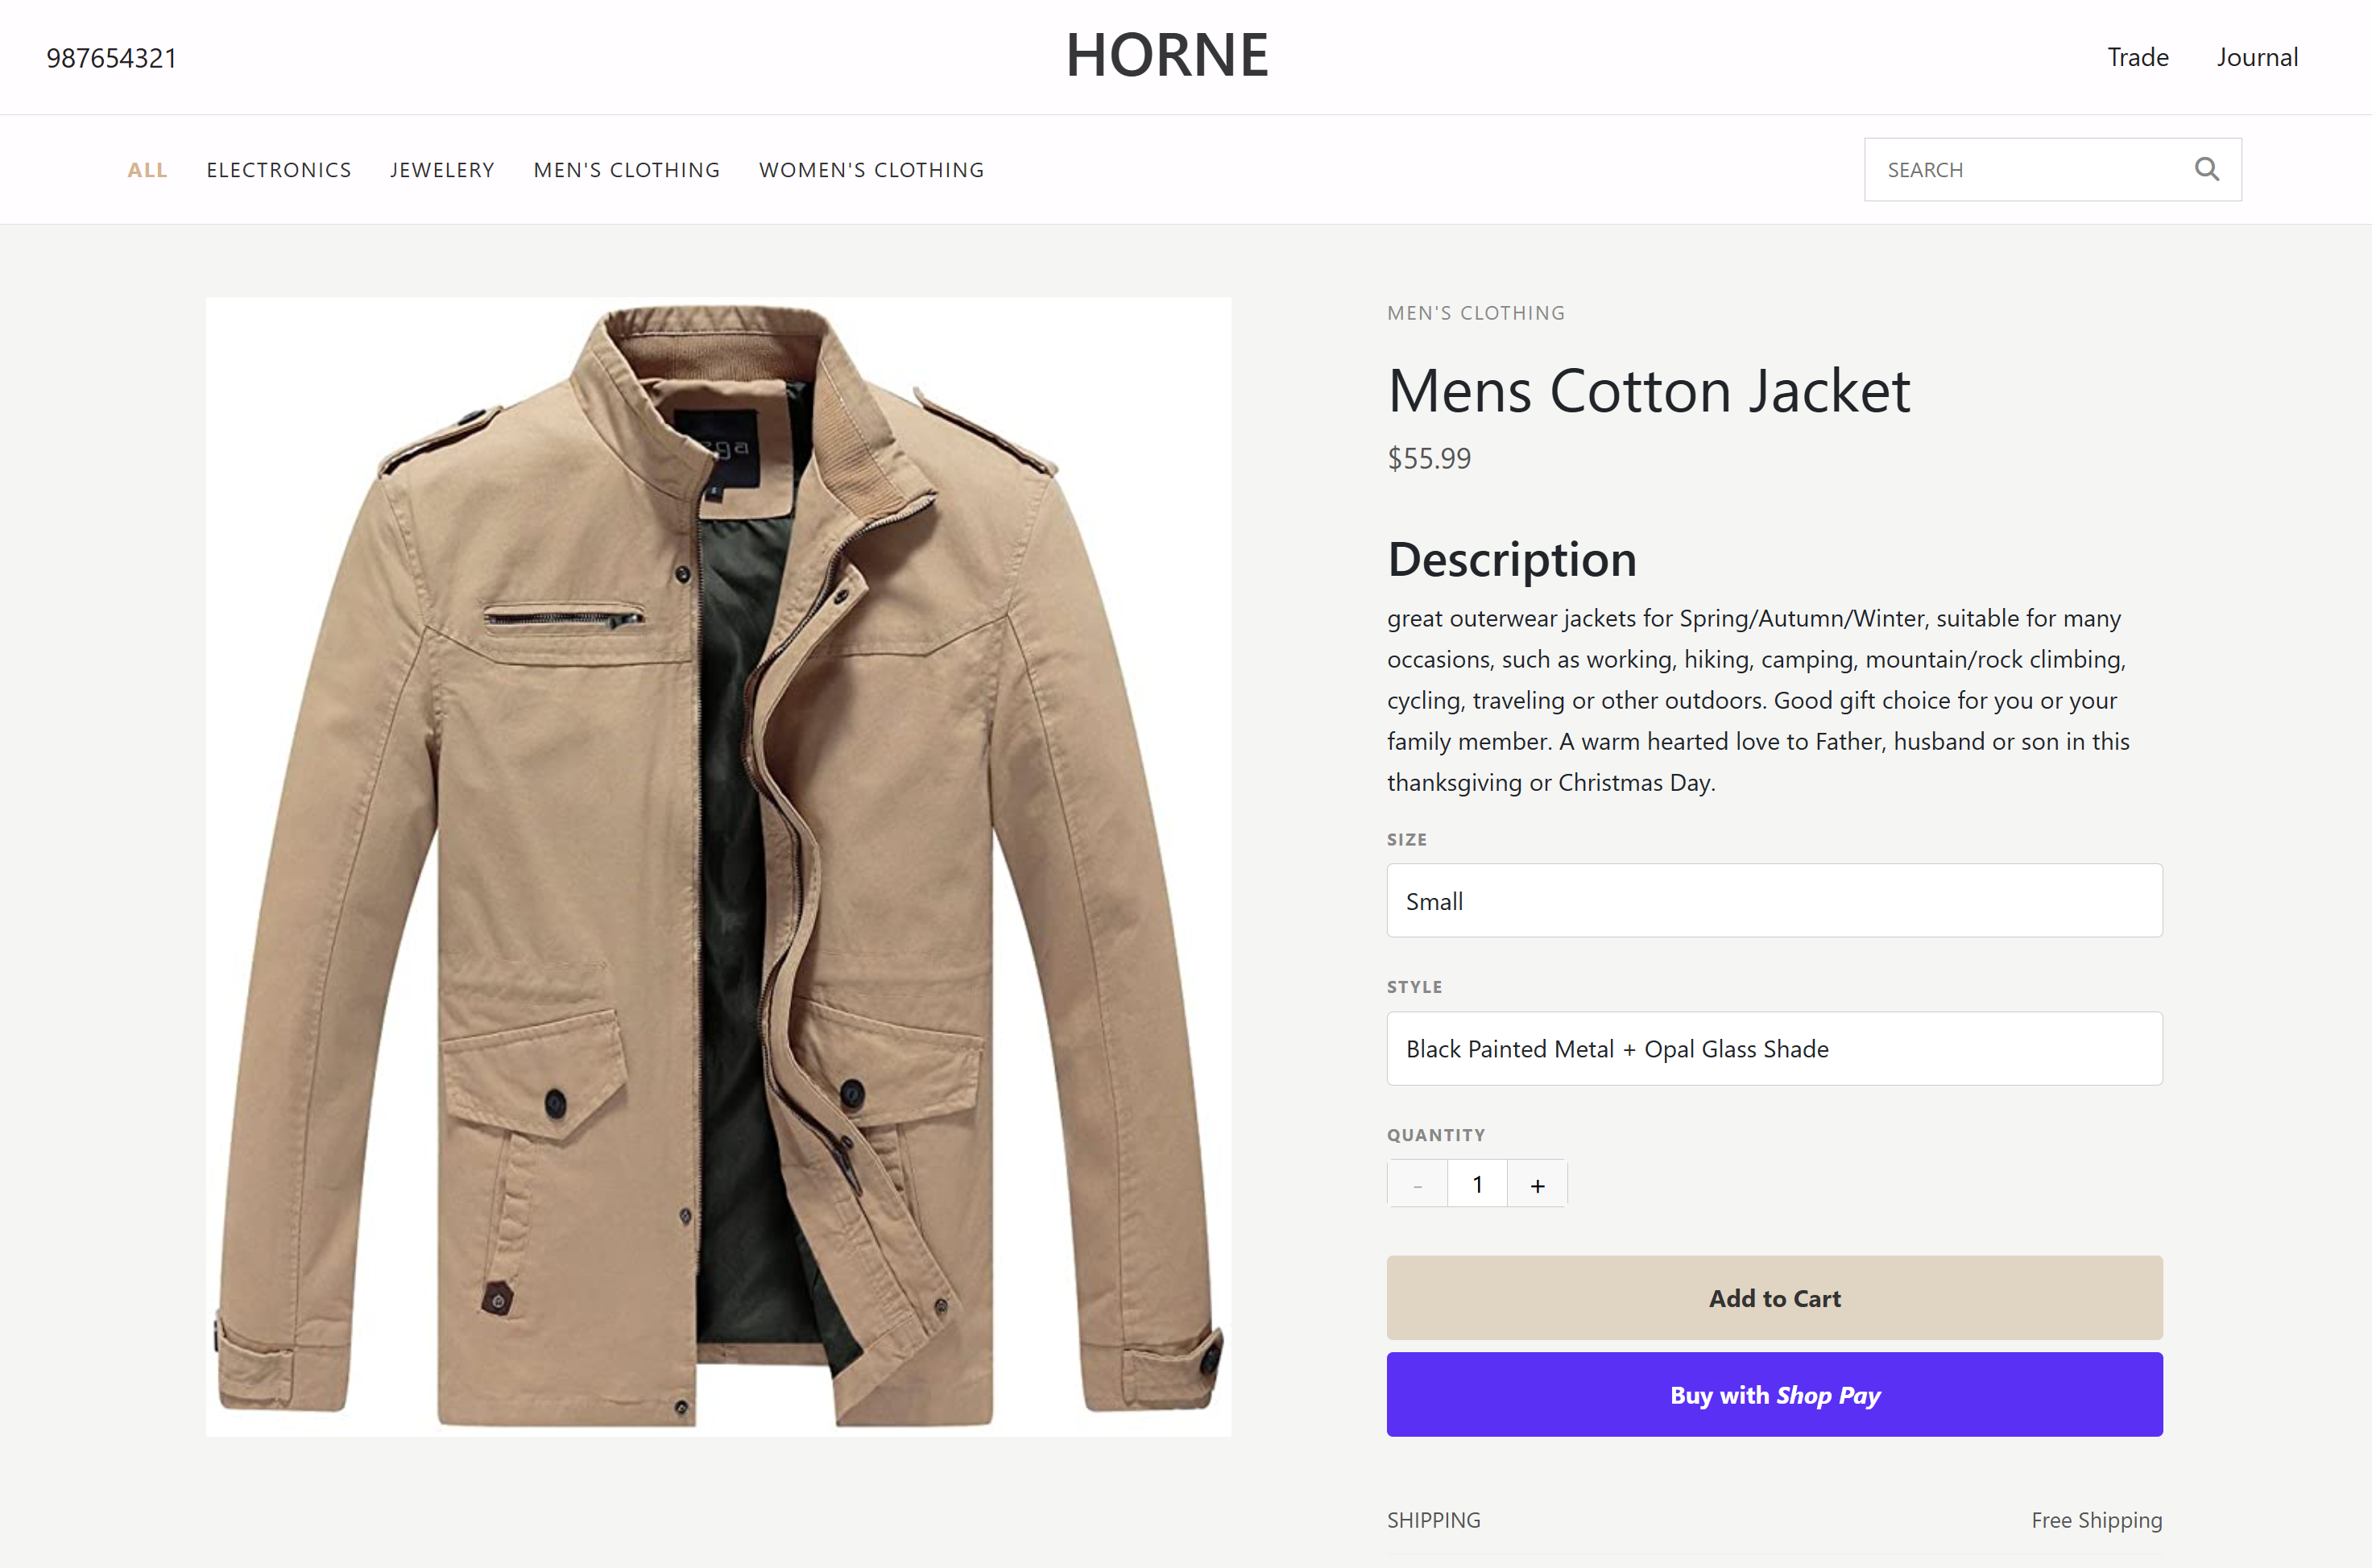 987654321
HORNE
Trade
Journal
ALL
ELECTRONICS
JEWELERY
MEN'S CLOTHING
WOMEN'S CLOTHING
SEARCH
MEN'S CLOTHING
Mens Cotton Jacket
$55.99
Description
great outerwear jackets for Spring/Autumn/Winter, suitable for many
occasions, such as working, hiking, camping, mountain/rock climbing,
cycling, traveling or other outdoors. Good gift choice for you or your
family member. A warm hearted love to Father, husband or son in this
thanksgiving or Christmas Day.
SIZE
Small
STYLE
Black Painted Metal + Opal Glass Shade
QUANTITY
- 1 +
Add to Cart
Buy with Shop Pay
SHIPPING
Free Shipping